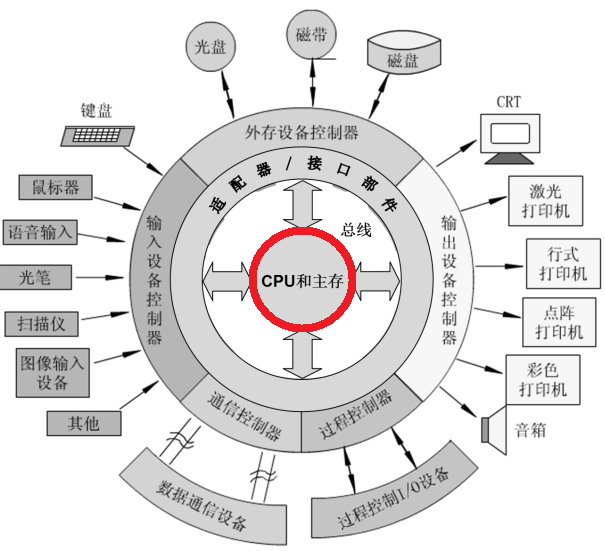 光盘
磁带
磁盘
键盘
CRT
外存设备控制器
适配器/接口部件
鼠标器
语音输入
光笔
扫描仪
图像输入
设备
其他
输入设备控制器
总线
CPU和主存
输出设备控制器
激光
打印机
行式
打印机
点阵
打印机
彩色
打印机
音箱
通信控制器
过程控制器
数据通信设备
过程控制I/O设备